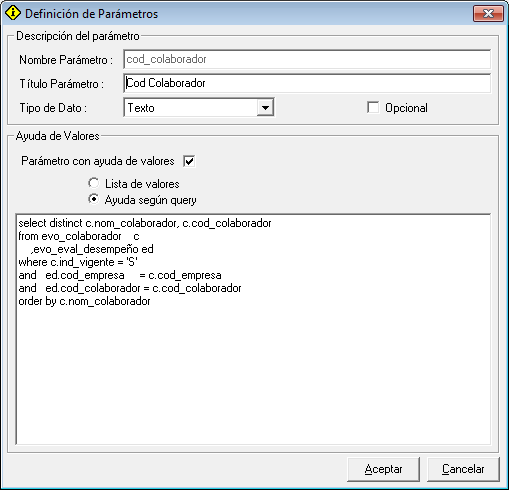 Definición de Parámetros
Descripción del parámetro
Nombre Parámetro : cod_colaborador
Título Parámetro : Cod Colaborador
Tipo de Dato : Texto Opcional
Ayuda de Valores
Parámetro con ayuda de valores
Lista de valores
Ayuda según query
select distinct c.nom_colaborador, c.cod_colaborador
from evo_colaborador c
,evo_eval_desempeño ed
where c.ind_vigente = 'S'
and ed.cod_empresa = c.cod_empresa
and ed.cod_colaborador = c.cod_colaborador
order by c.nom_colaborador
Aceptar Cancelar